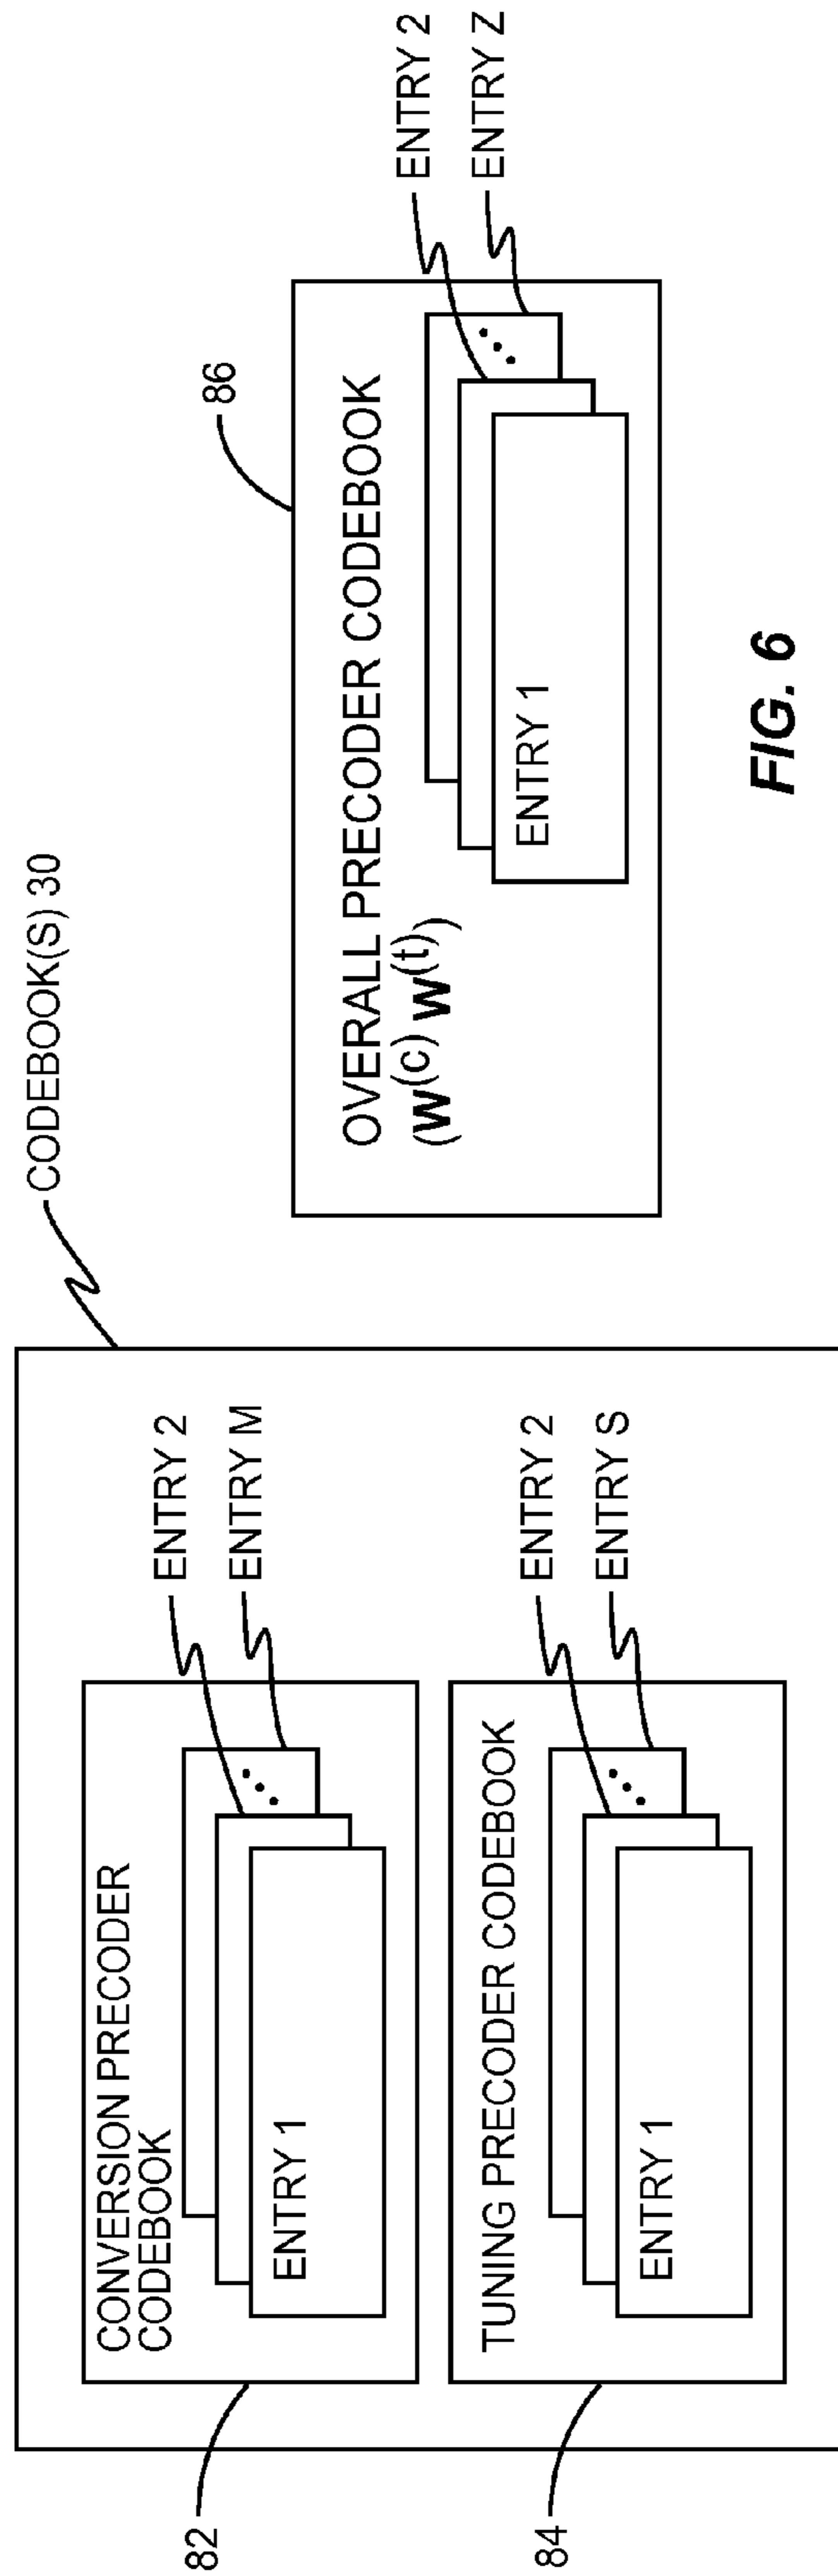 CODEBOOK(S) 30
CONVERSION PRECODER
CODEBOOK
ENTRY 1
ENTRY 2
ENTRY M
82
TUNING PRECODER CODEBOOK
ENTRY 1
ENTRY 2
ENTRY S
84
86
OVERALL PRECODER CODEBOOK
(W(c) W(t))
ENTRY 1
ENTRY 2
ENTRY Z
FIG. 6